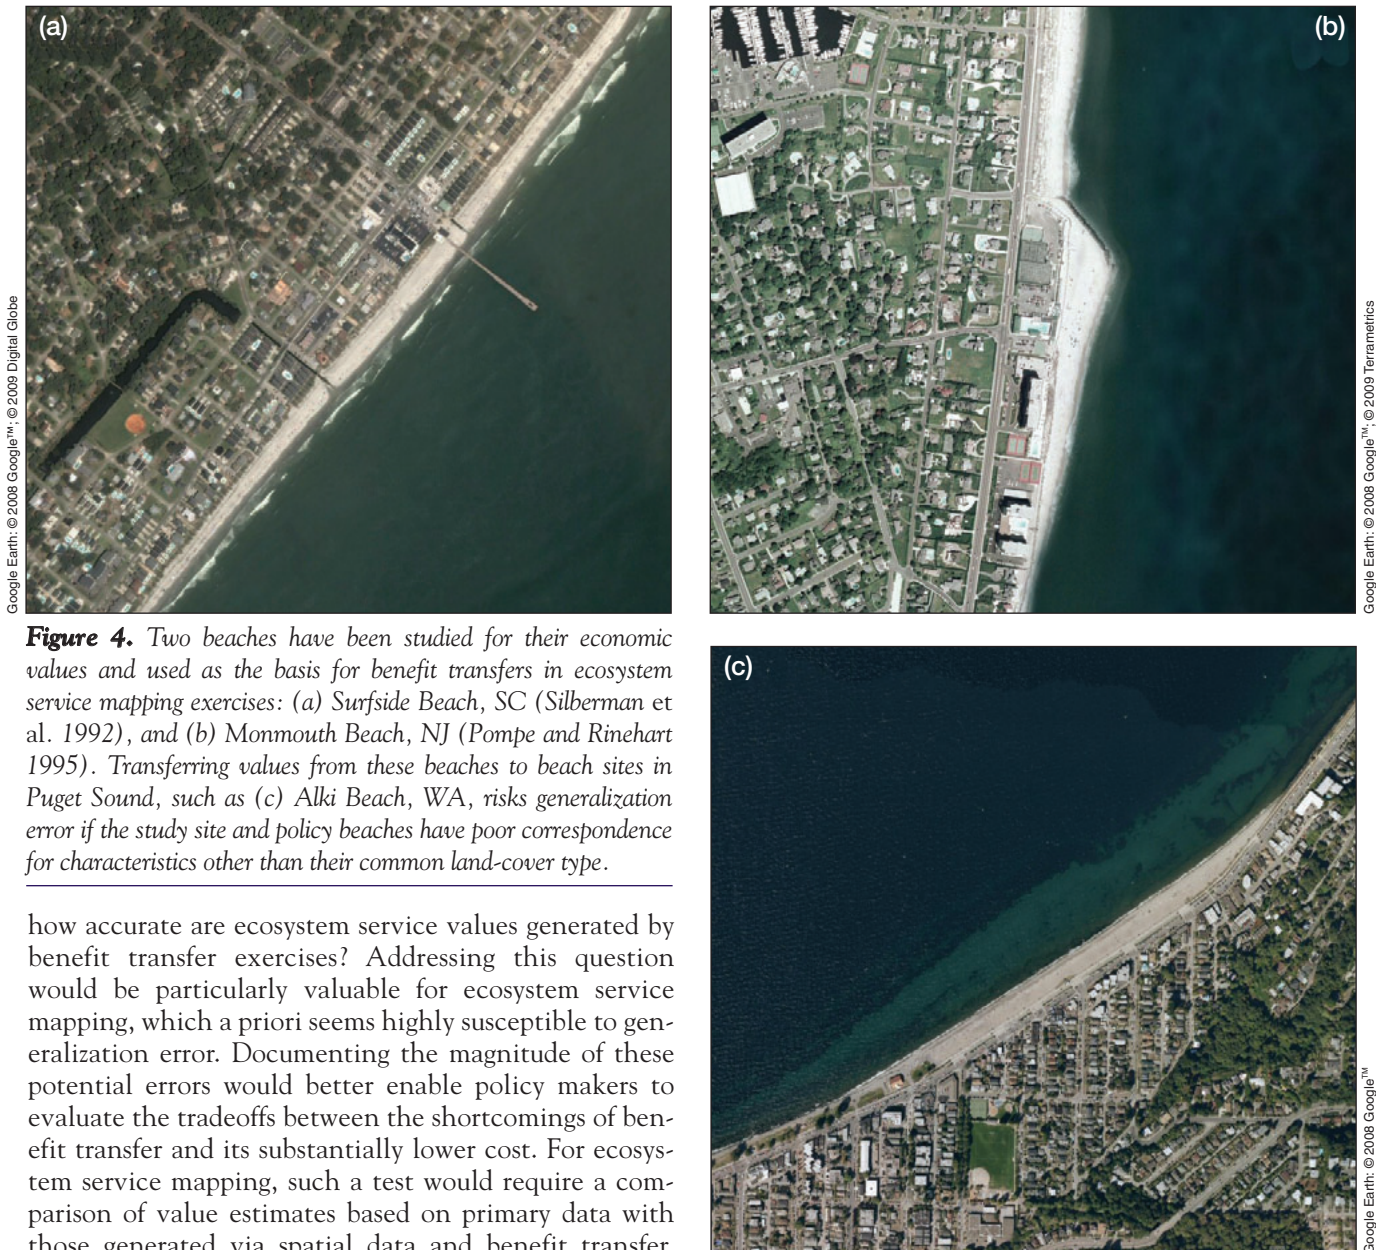 (a)
(b)
Google Earth: © 2008 Google™; © 2009 Digital Globe
Google Earth: © 2008 Google™; © 2009 Terrametrics
Figure 4. Two beaches have been studied for their economic
values and used as the basis for benefit transfers in ecosystem
service mapping exercises: (a) Surfside Beach, SC (Silberman et
al. 1992), and (b) Monmouth Beach, NJ (Pompe and Rinehart
1995). Transferring values from these beaches to beach sites in
Puget Sound, such as (c) Alki Beach, WA, risks generalization
error if the study site and policy beaches have poor correspondence
for characteristics other than their common land-cover type.
(c)
Google Earth: © 2008 Google™
how accurate are ecosystem service values generated by
benefit transfer exercises? Addressing this question
would be particularly valuable for ecosystem service
mapping, which a priori seems highly susceptible to gen-
eralization error. Documenting the magnitude of these
potential errors would better enable policy makers to
evaluate the tradeoffs between the shortcomings of ben-
efit transfer and its substantially lower cost. For ecosys-
tem service mapping, such a test would require a com-
parison of value estimates based on primary data with
those generated via spatial data and benefit transfer.